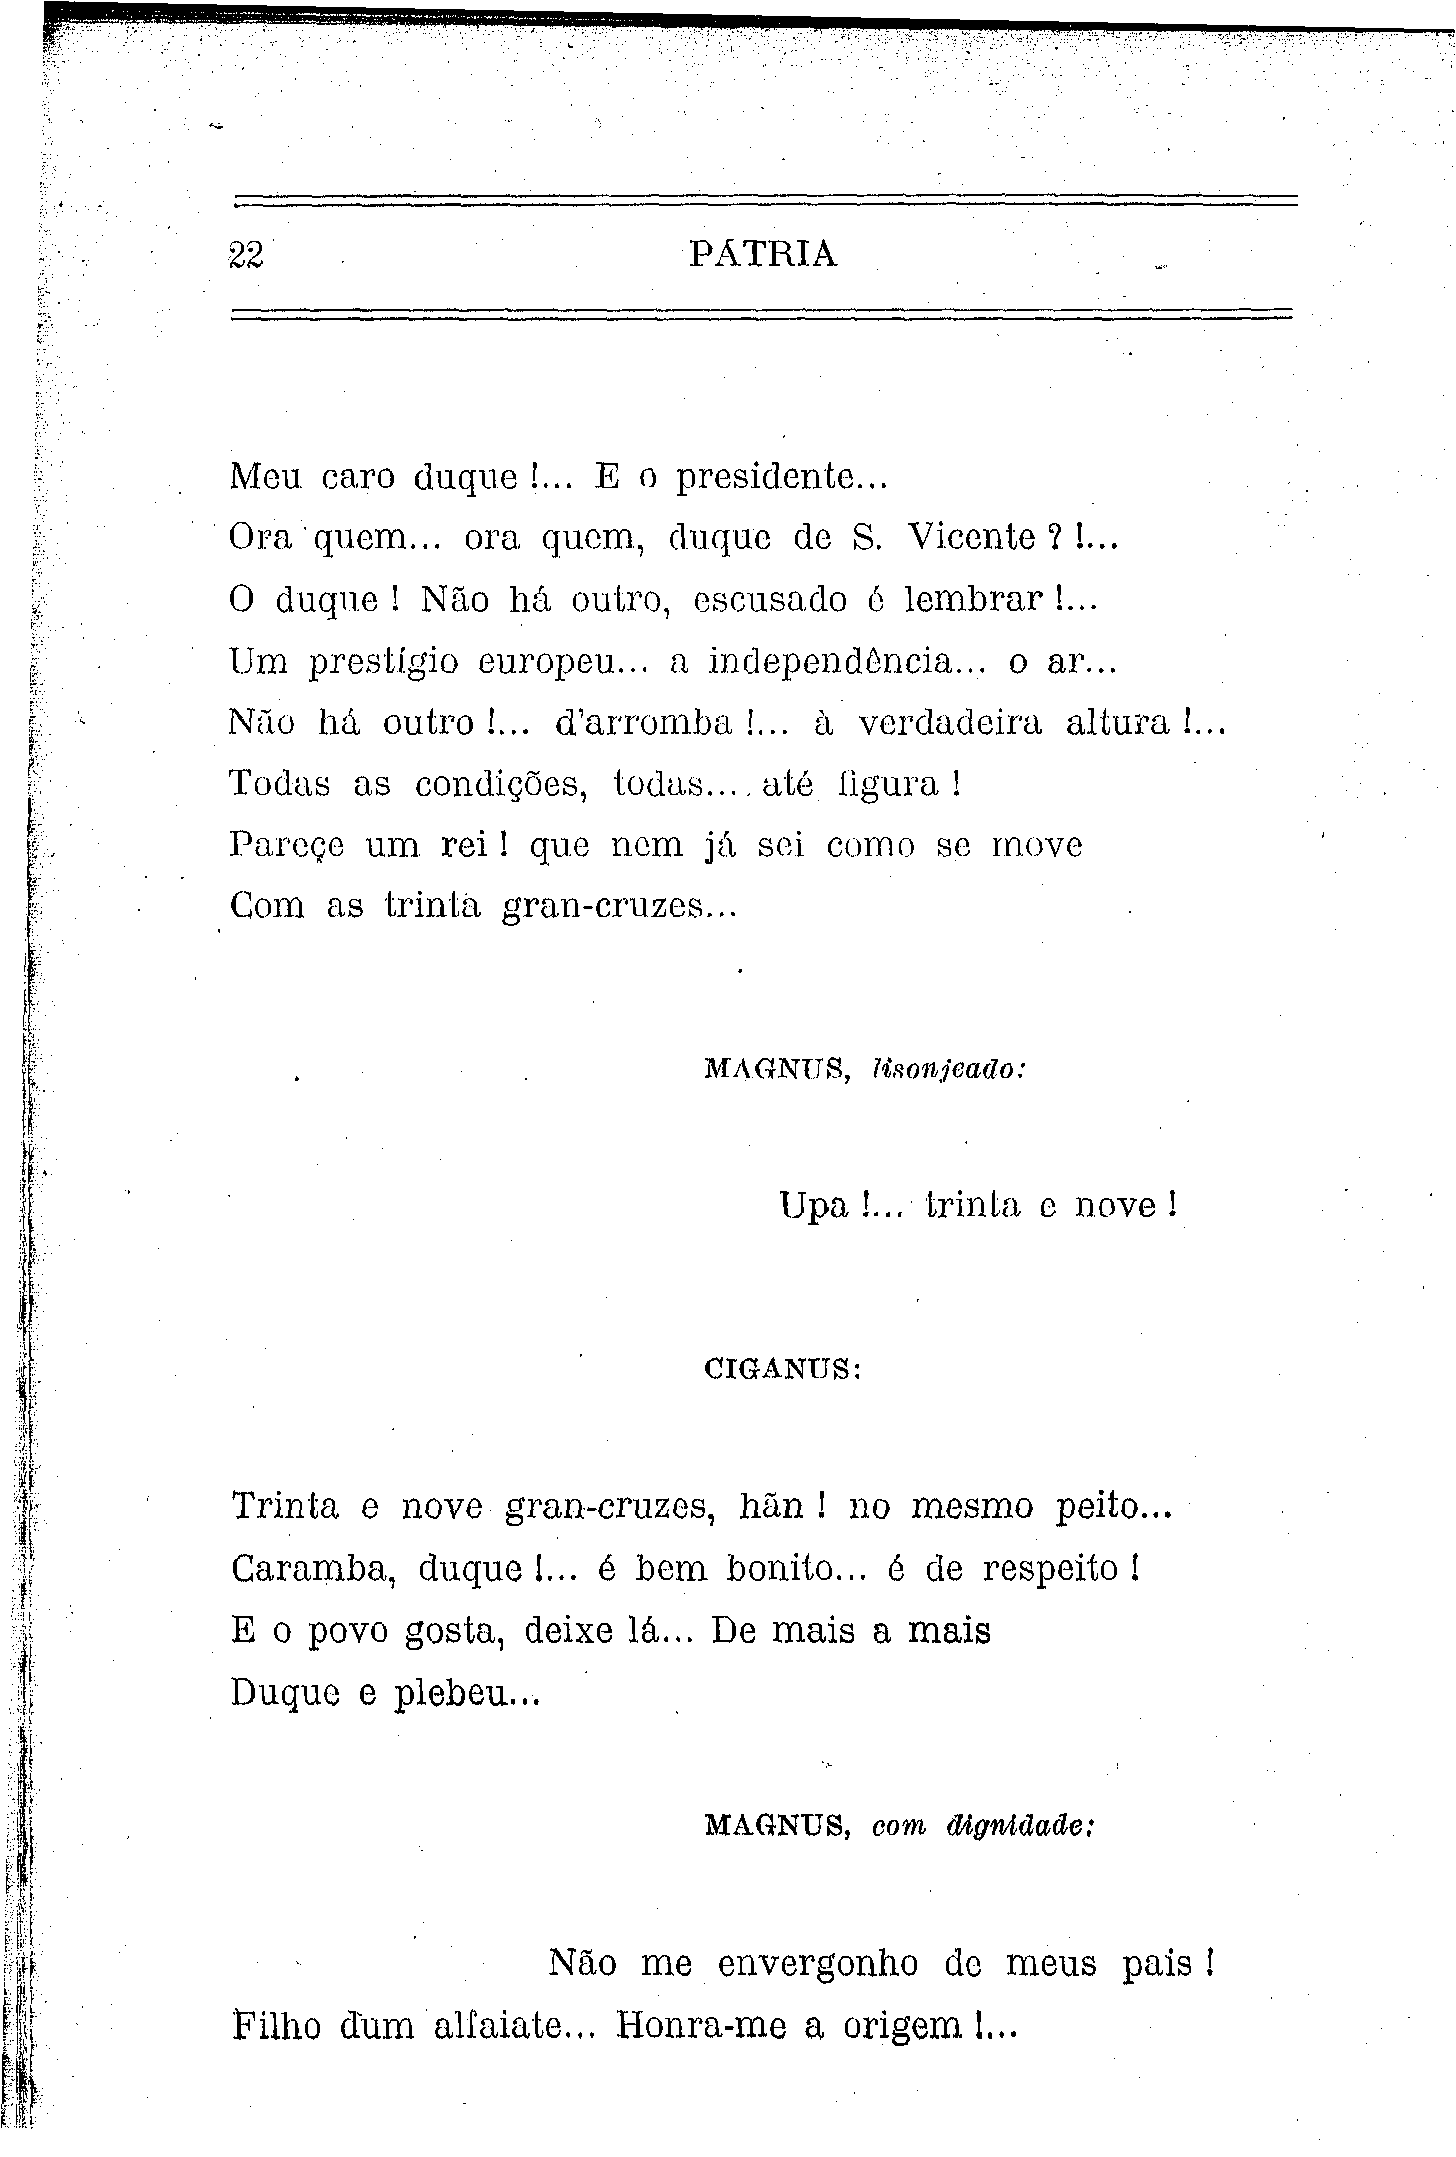 22
PÁTRIA
Meu caro duque !... E o presidente...
Ora quem... ora quem, duque de S. Vicente ? !...
O duque ! Não há outro, escusado é lembrar !...
Um prestígio europeu... a independência... o ar...
Não há outro !... d'arromba !... à verdadeira altura !...
Todas as condições, todas... até figura !
Pareçe um rei ! que nem já sei como se move
Com as trinta gran-cruzes...
MAGNUS, lisonjeado:
Upa !... trinta e nove !
CIGANUS:
Trinta e nove gran-cruzes, hãn ! no mesmo peito...
Caramba, duque !... é bem bonito... é de respeito !
E o povo gosta, deixe lá... De mais a mais
Duque e plebeu...
MAGNUS, com dignidade:
Não me envergonho de meus pais !
Filho dum alfaiate... Honra-me a origem !...